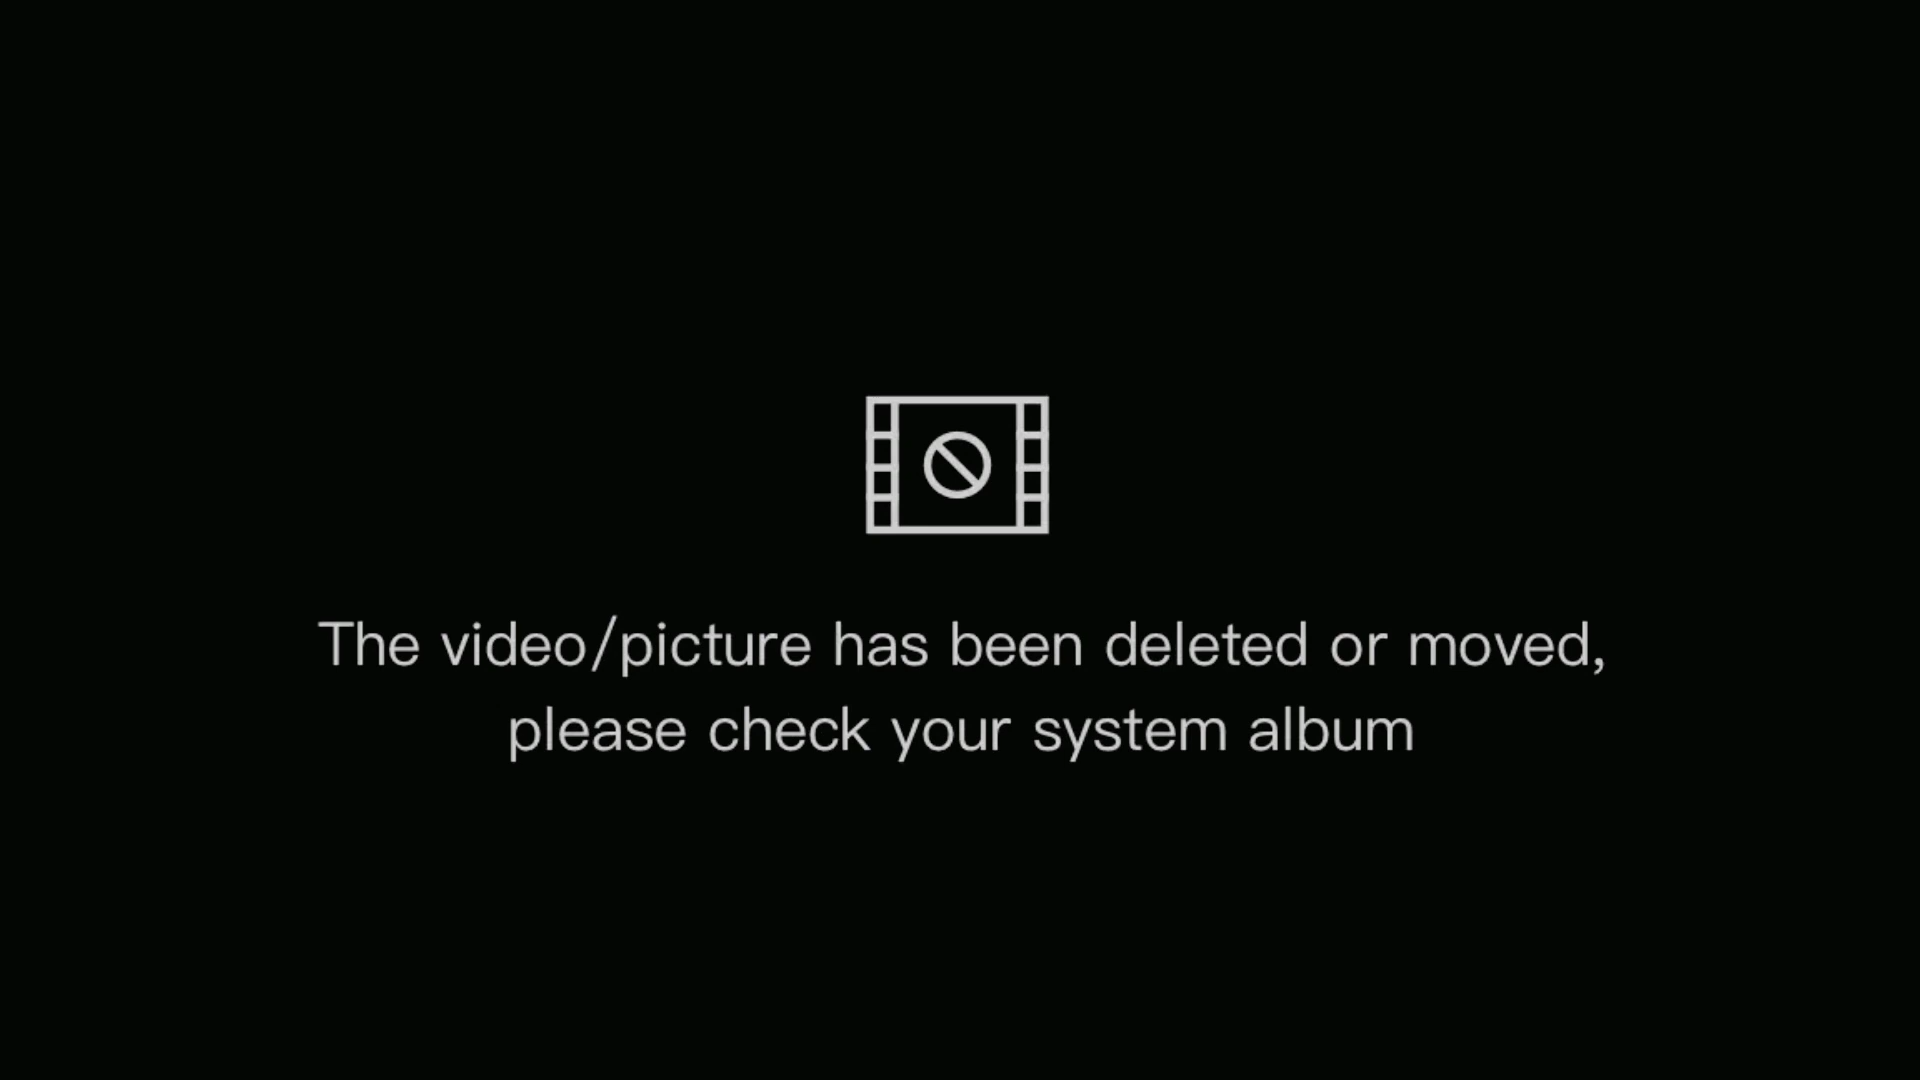 The video/picture has been deleted or moved,
please check your system album